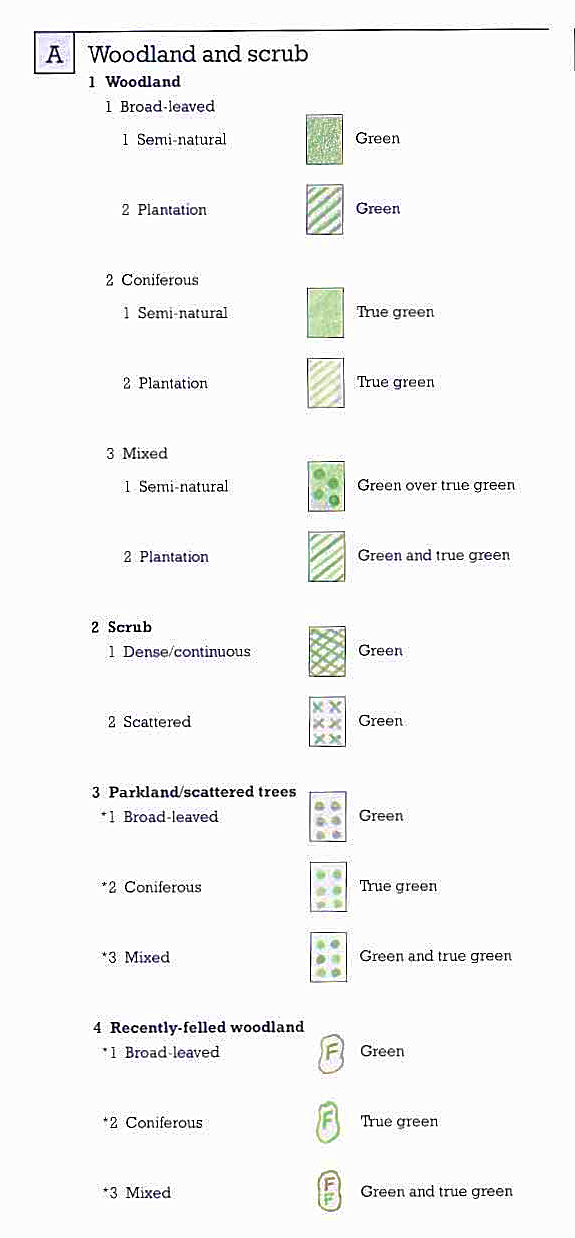 A Woodland and scrub
1 Woodland
1 Broad-leaved
1 Semi-natural Green
2 Plantation Green
2 Coniferous
1 Semi-natural True green
2 Plantation True green
3 Mixed
1 Semi-natural Green over true green
2 Plantation Green and true green
2 Scrub
1 Dense/continuous Green
2 Scattered Green
3 Parkland/scattered trees
*1 Broad-leaved Green
*2 Coniferous True green
*3 Mixed Green and true green
4 Recently-felled woodland
*1 Broad-leaved F Green
*2 Coniferous F True green
*3 Mixed F F Green and true green